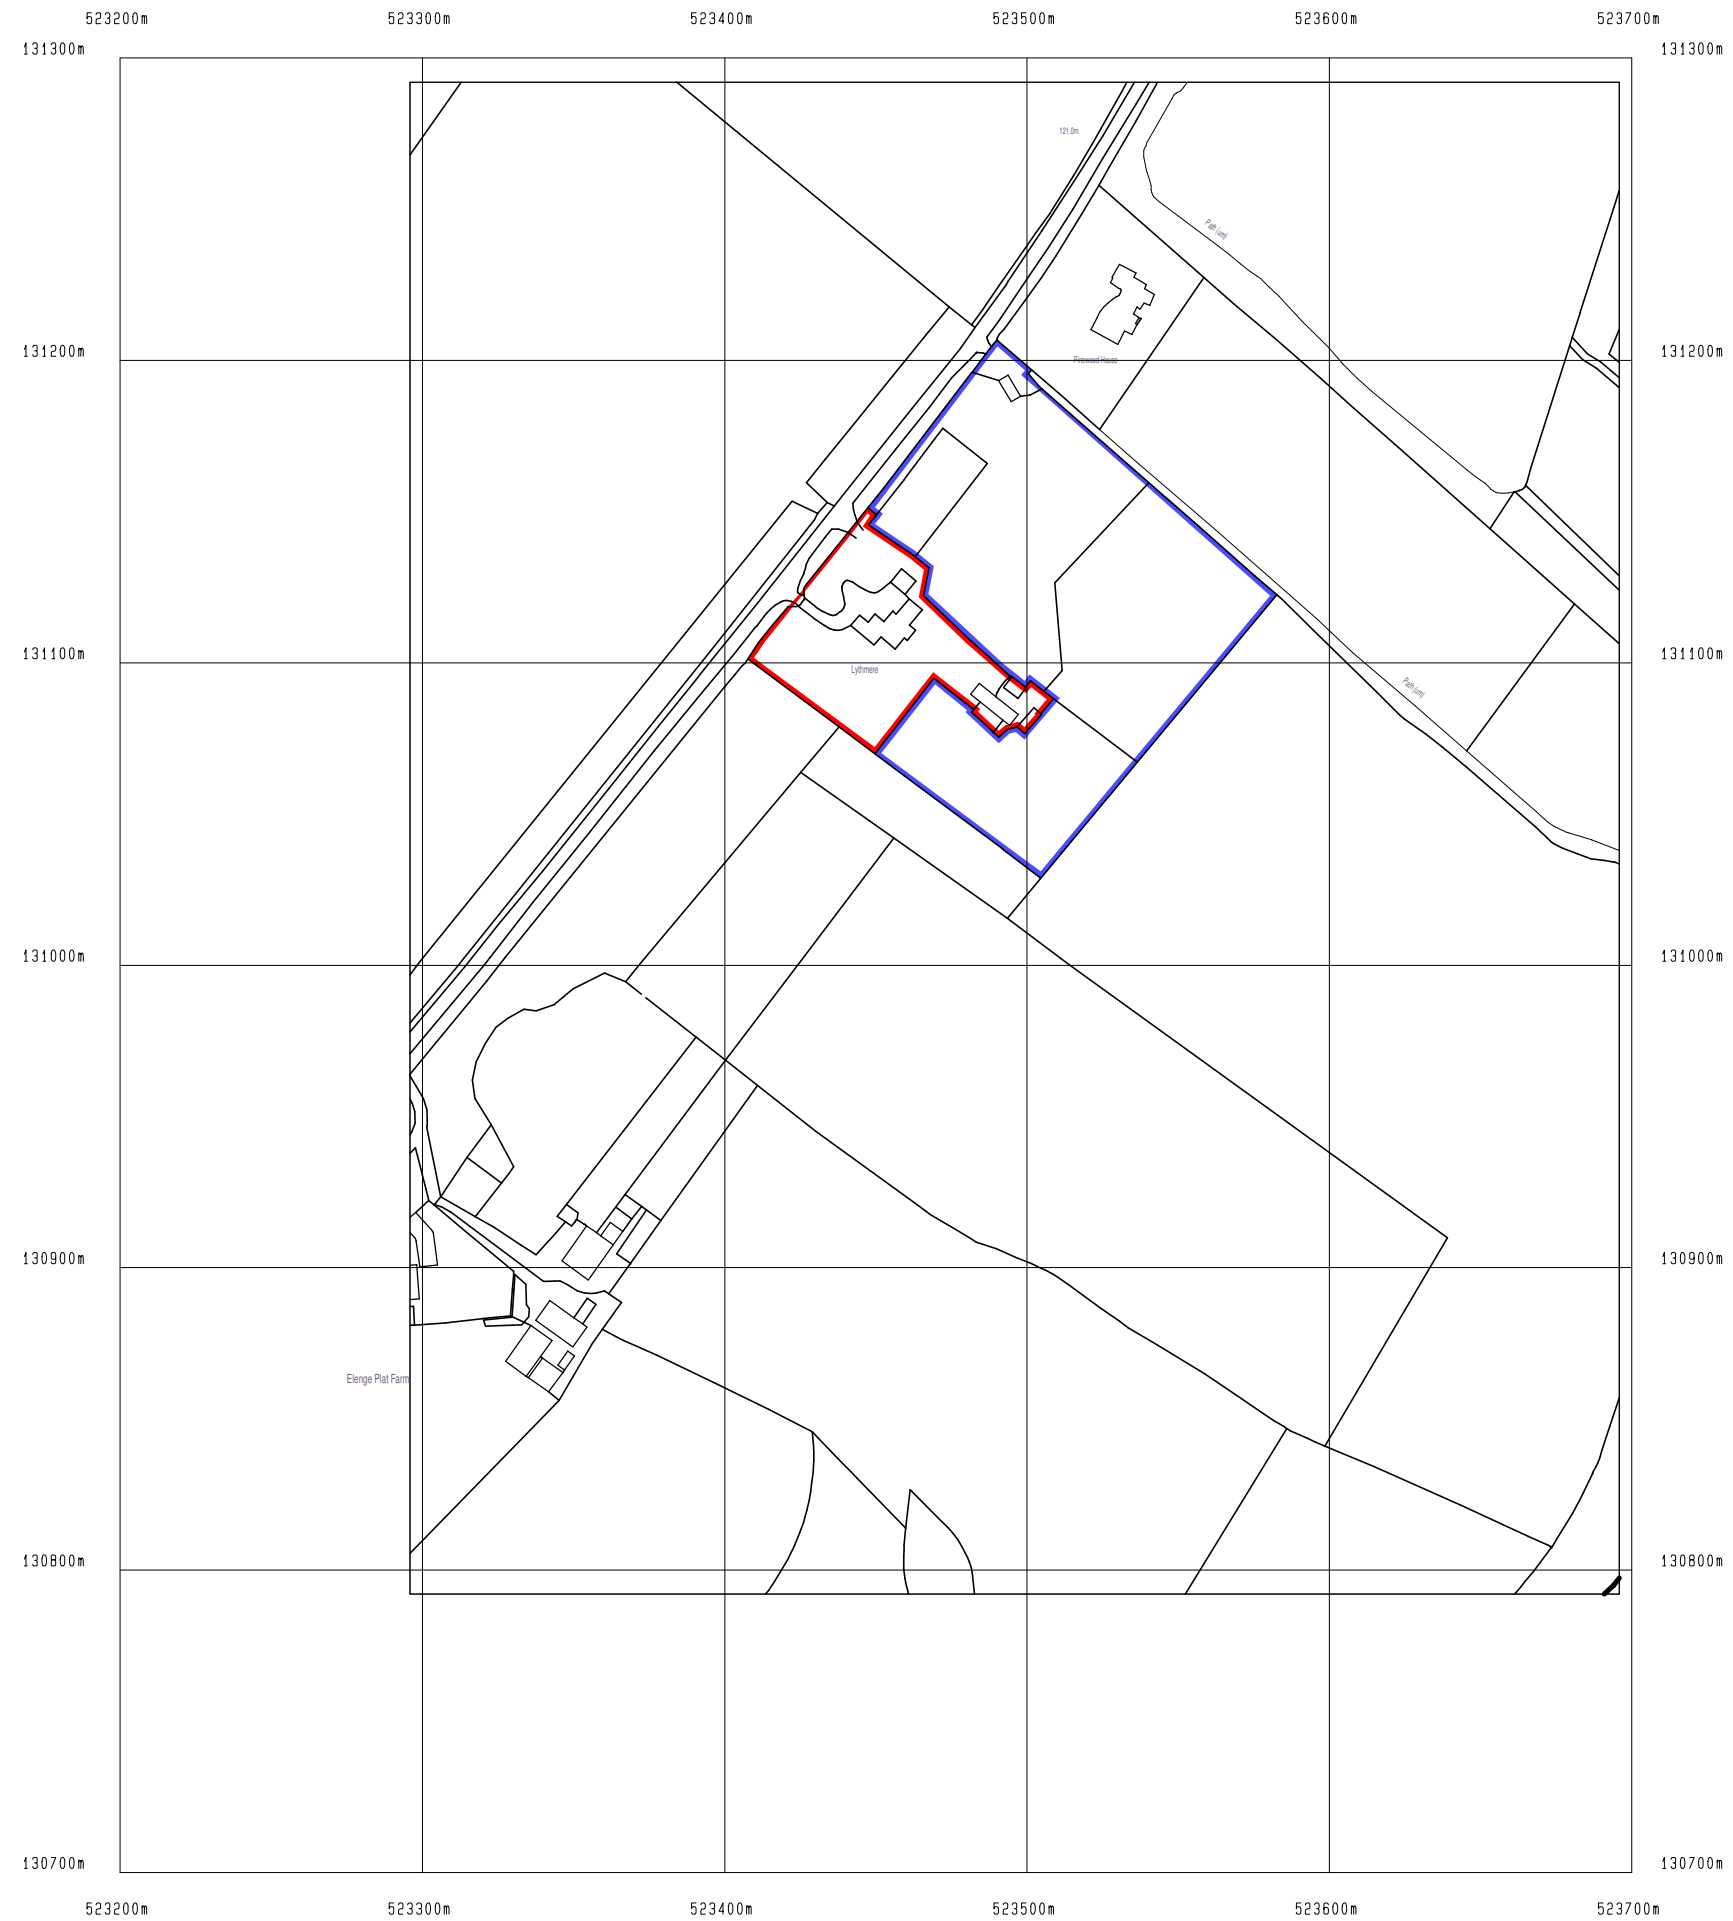 523200m 523300m 523400m 523500m 523600m 523700m
131300m 131300m
121.0m
Path (um)
131200m 131200m
Pinewood House
131100m 131100m
Lythmere
Path (um)
131000m 131000m
130900m 130900m
Elenge Plat Farm
130800m 130800m
130700m 130700m
523200m 523300m 523400m 523500m 523600m 523700m